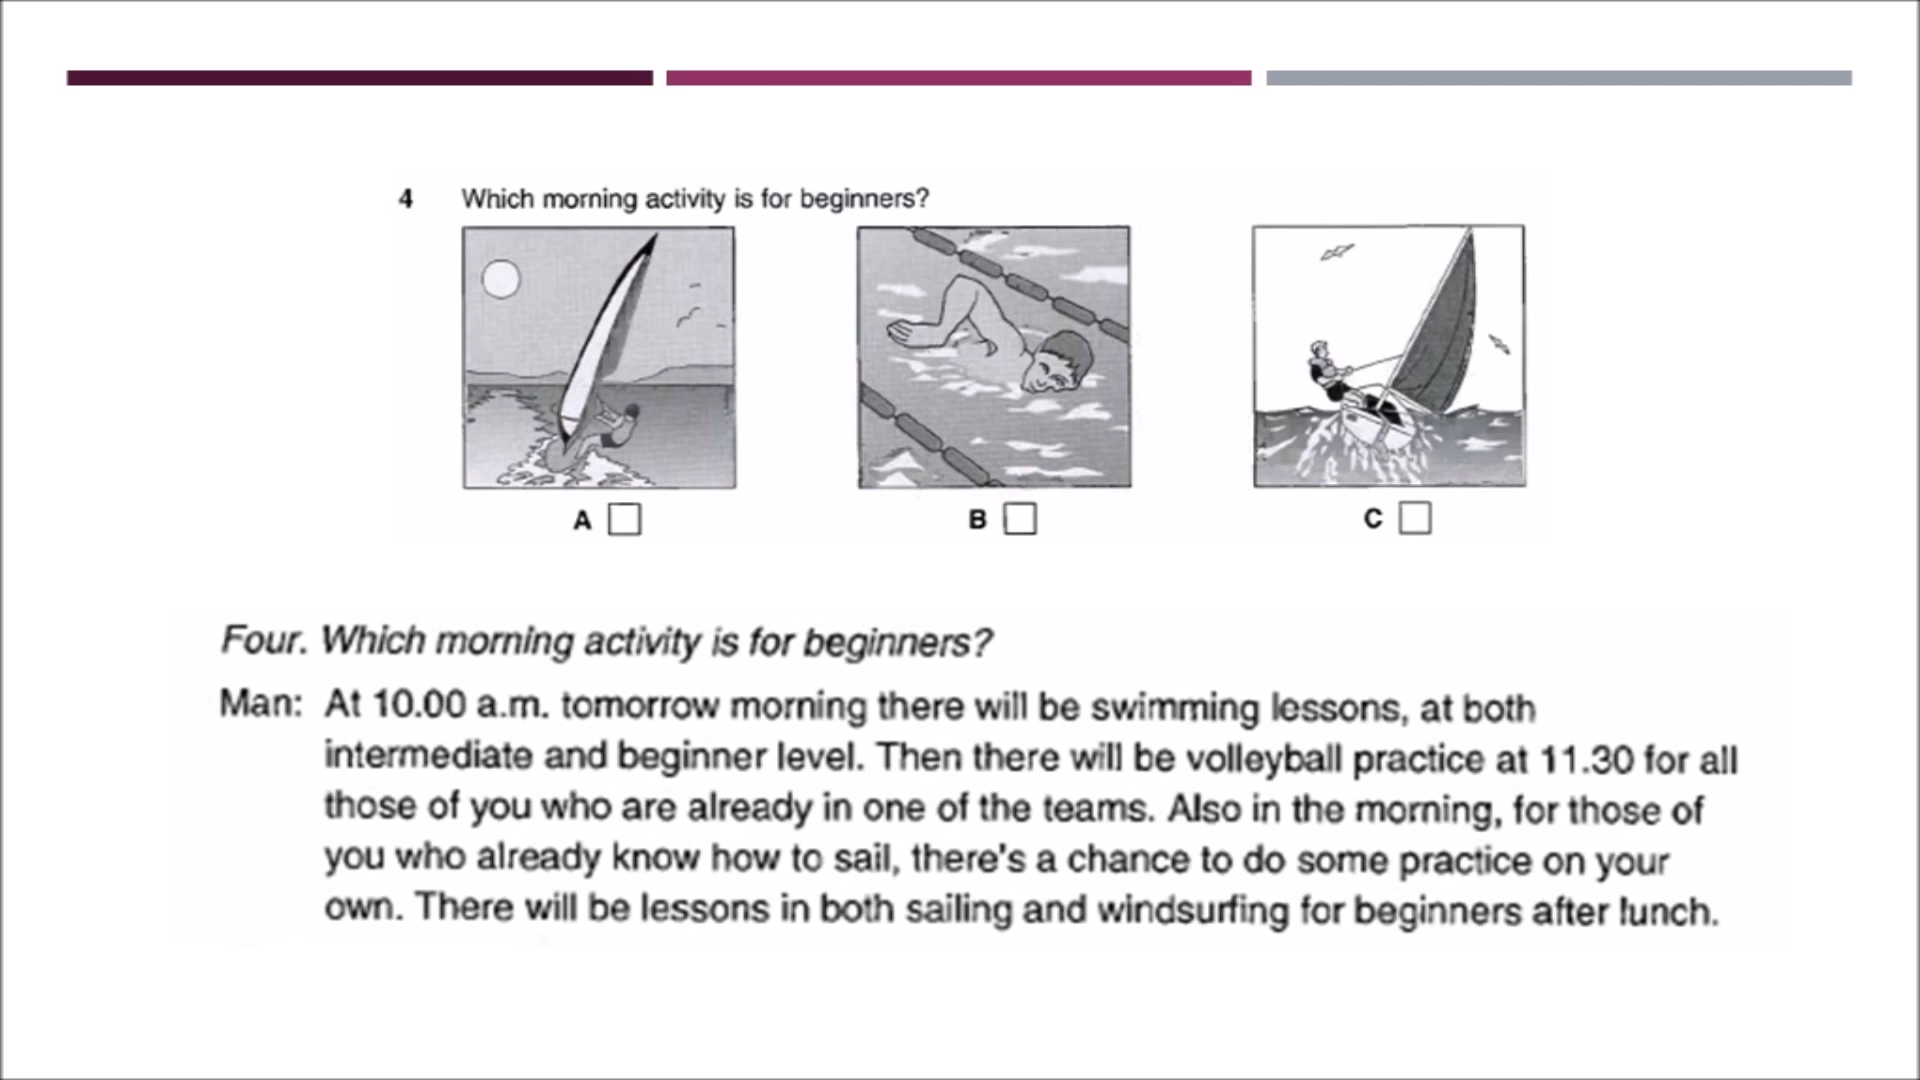 4 Which morning activity is for beginners?
A B C
Four. Which morning activity is for beginners?
Man: At 10.00 a.m. tomorrow morning there will be swimming lessons, at both
intermediate and beginner level. Then there will be volleyball practice at 11.30 for all
those of you who are already in one of the teams. Also in the morning, for those of
you who already know how to sail, there's a chance to do some practice on your
own. There will be lessons in both sailing and windsurfing for beginners after lunch.